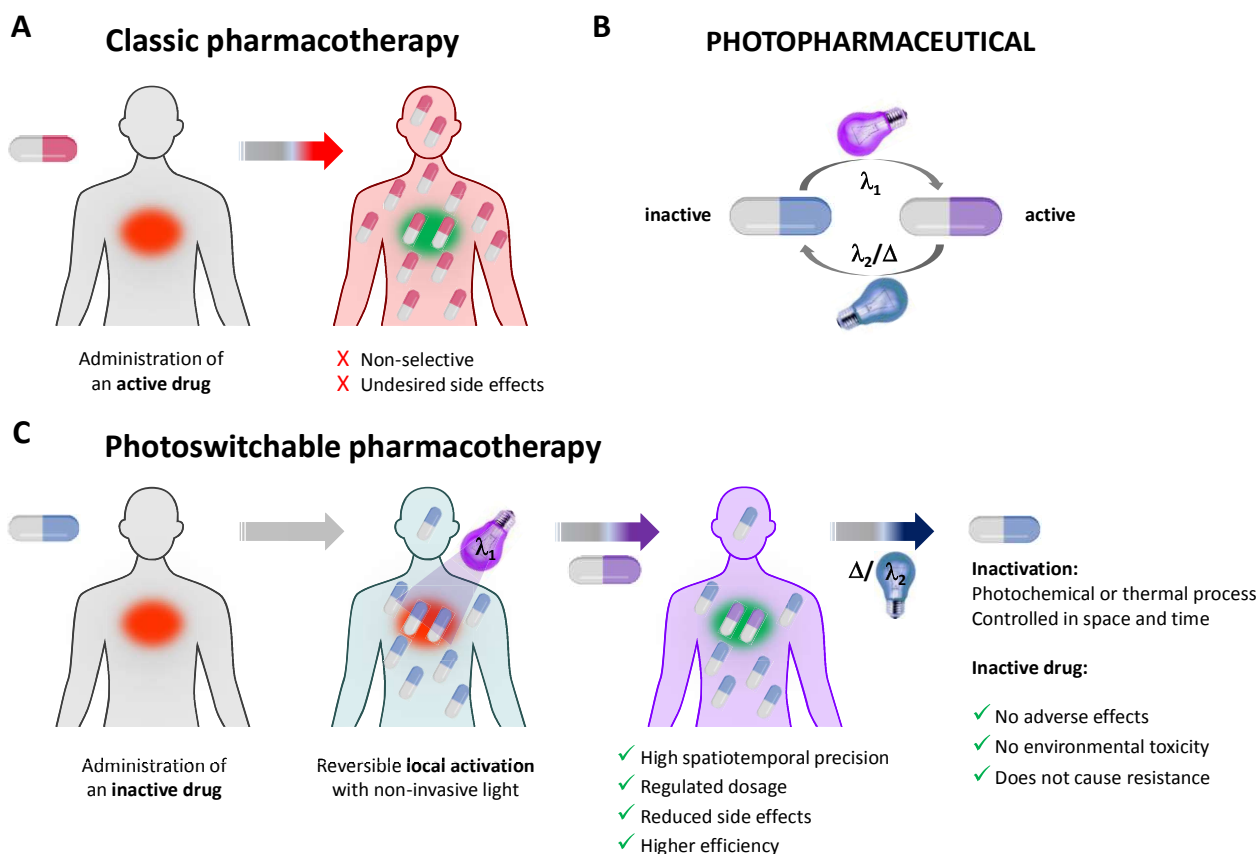 A
Classic pharmacotherapy
Administration of
an active drug
X Non-selective
X Undesired side effects
B
PHOTOPHARMACEUTICAL
λ1
inactive
active
λ2/Δ
C
Photoswitchable pharmacotherapy
λ1
Δ/ λ2
Administration of
an inactive drug
Reversible local activation
with non-invasive light
✓ High spatiotemporal precision
✓ Regulated dosage
✓ Reduced side effects
✓ Higher efficiency
Inactivation:
Photochemical or thermal process
Controlled in space and time
Inactive drug:
✓ No adverse effects
✓ No environmental toxicity
✓ Does not cause resistance